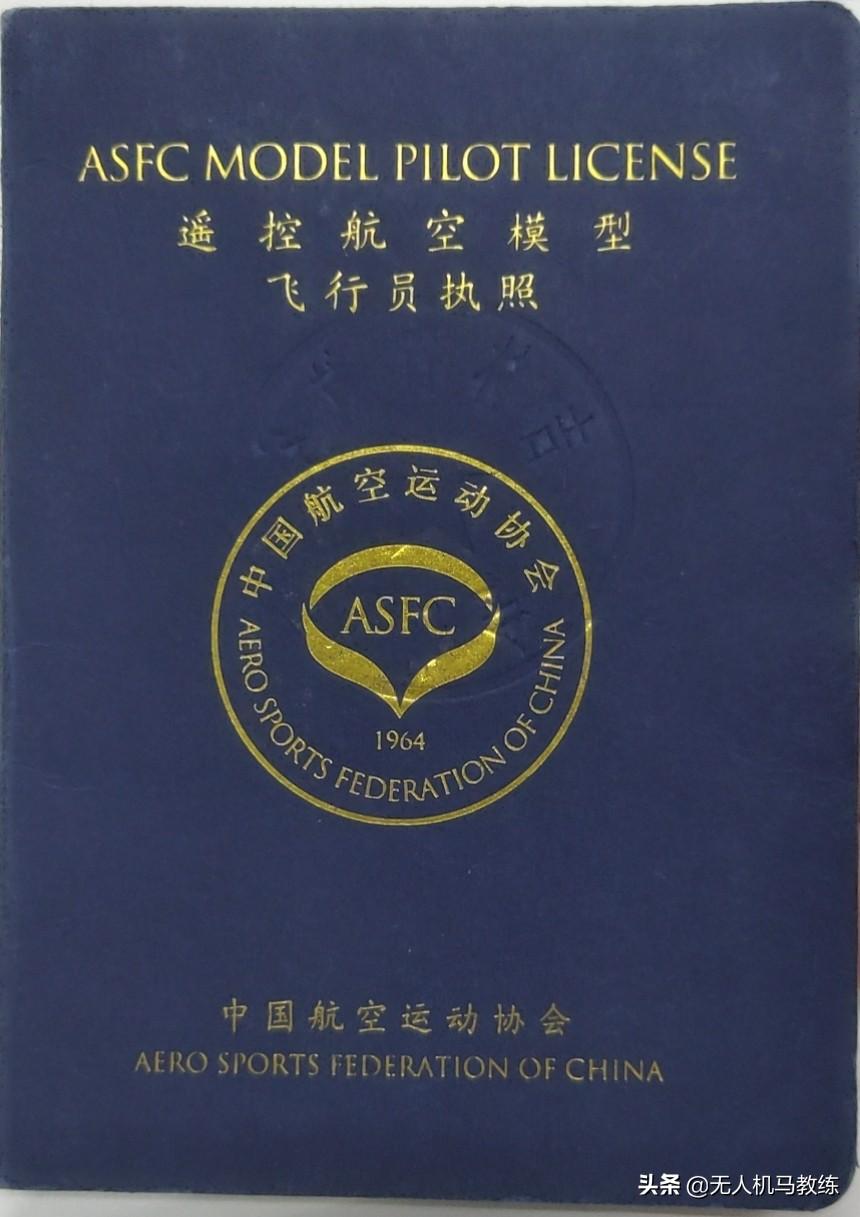 ASFC MODEL PILOT LICENSE
遥控航空模型
飞行员执照
中国航空运动协会
ASFC
1964
AERO SPORTS FEDERATION OF CHINA
中国航空运动协会
AERO SPORTS FEDERATION OF CHINA
头条 @无人机马教练